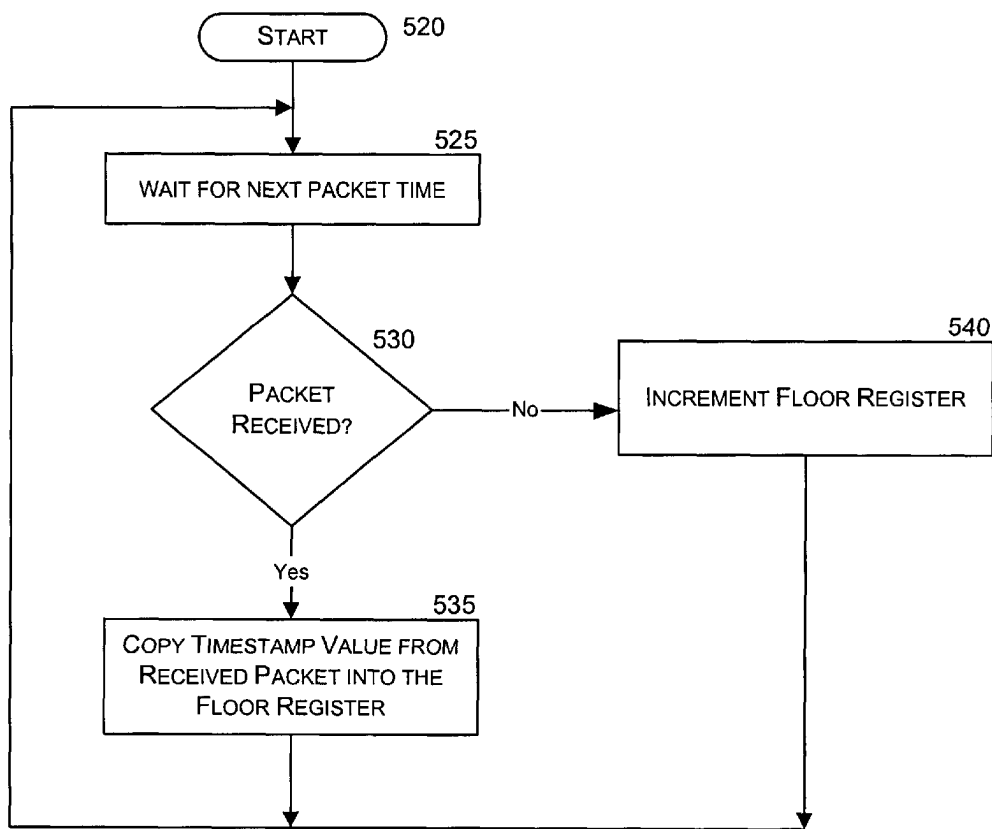 START
520
525
WAIT FOR NEXT PACKET TIME
530
PACKET
RECEIVED?
No
540
INCREMENT FLOOR REGISTER
Yes
535
COPY TIMESTAMP VALUE FROM
RECEIVED PACKET INTO THE
FLOOR REGISTER